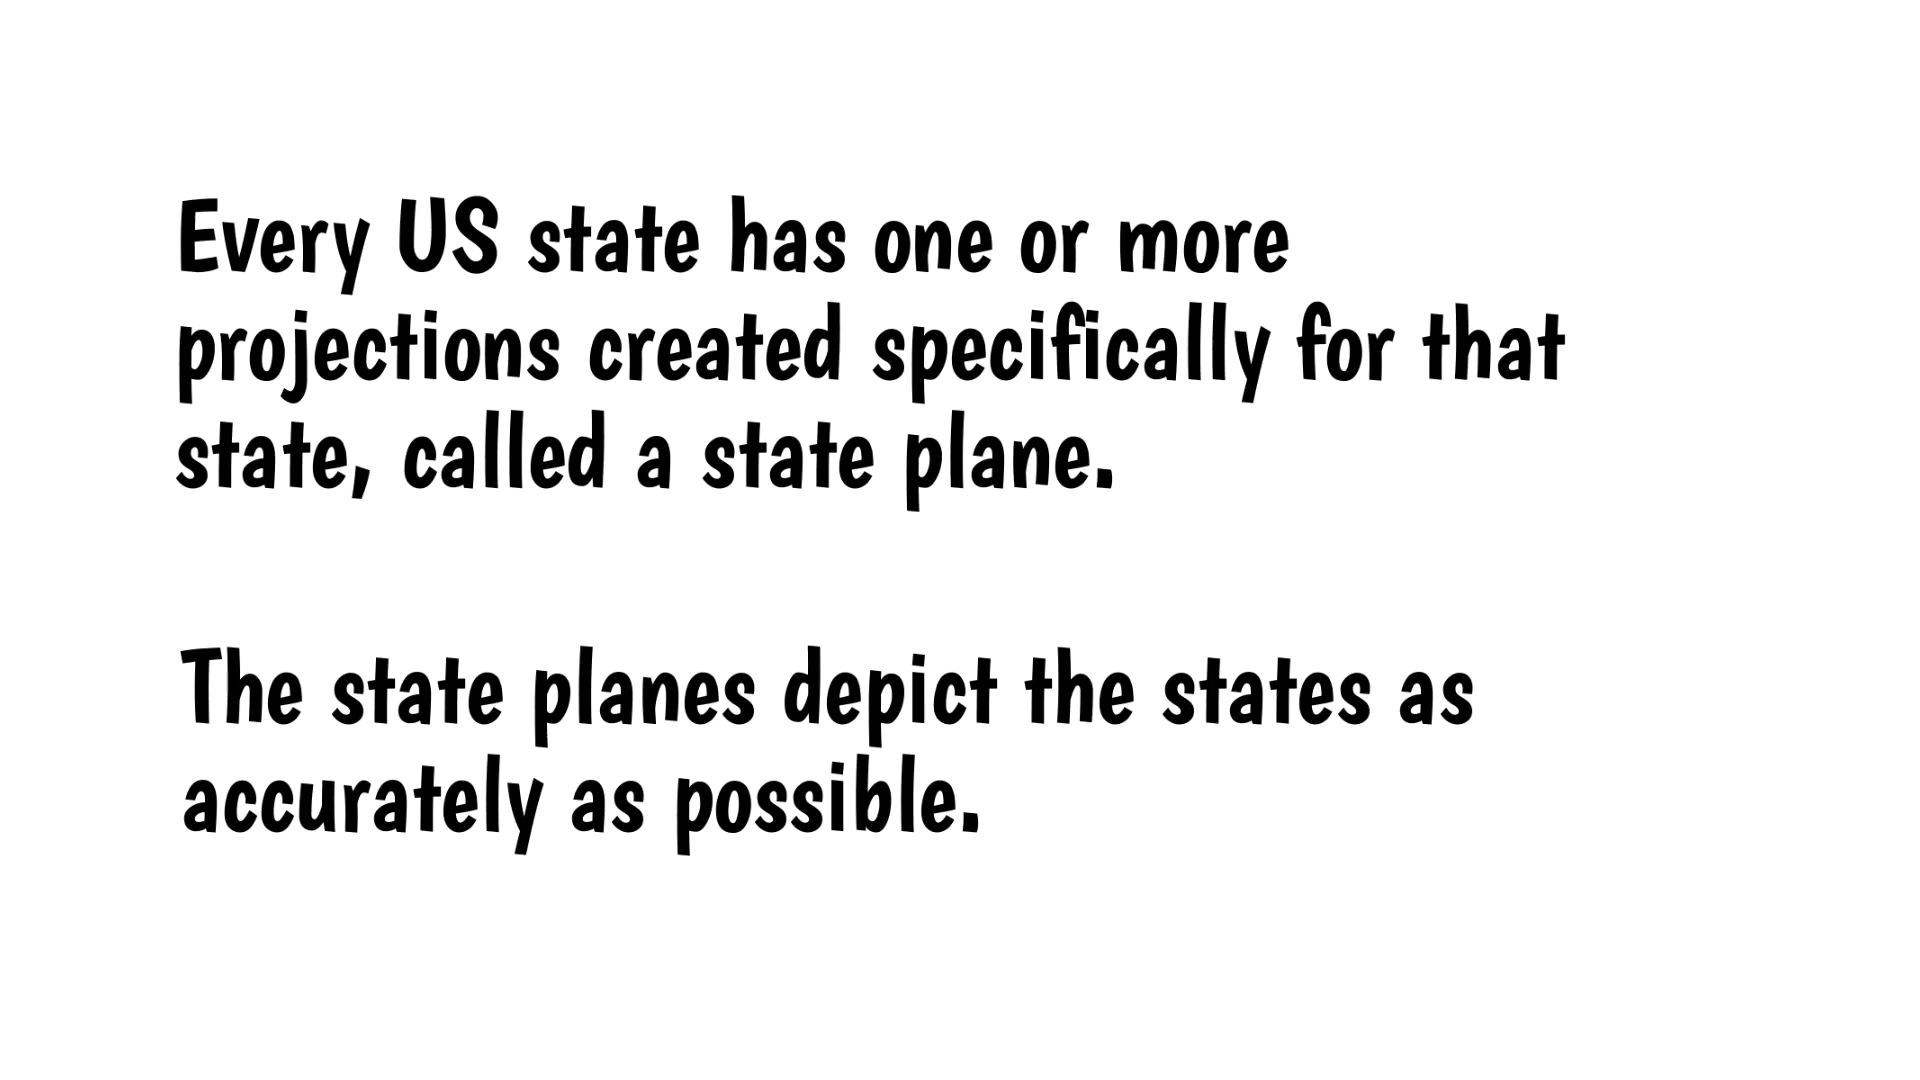 Every US state has one or more
projections created specifically for that
state, called a state plane.
The state planes depict the states as
accurately as possible.